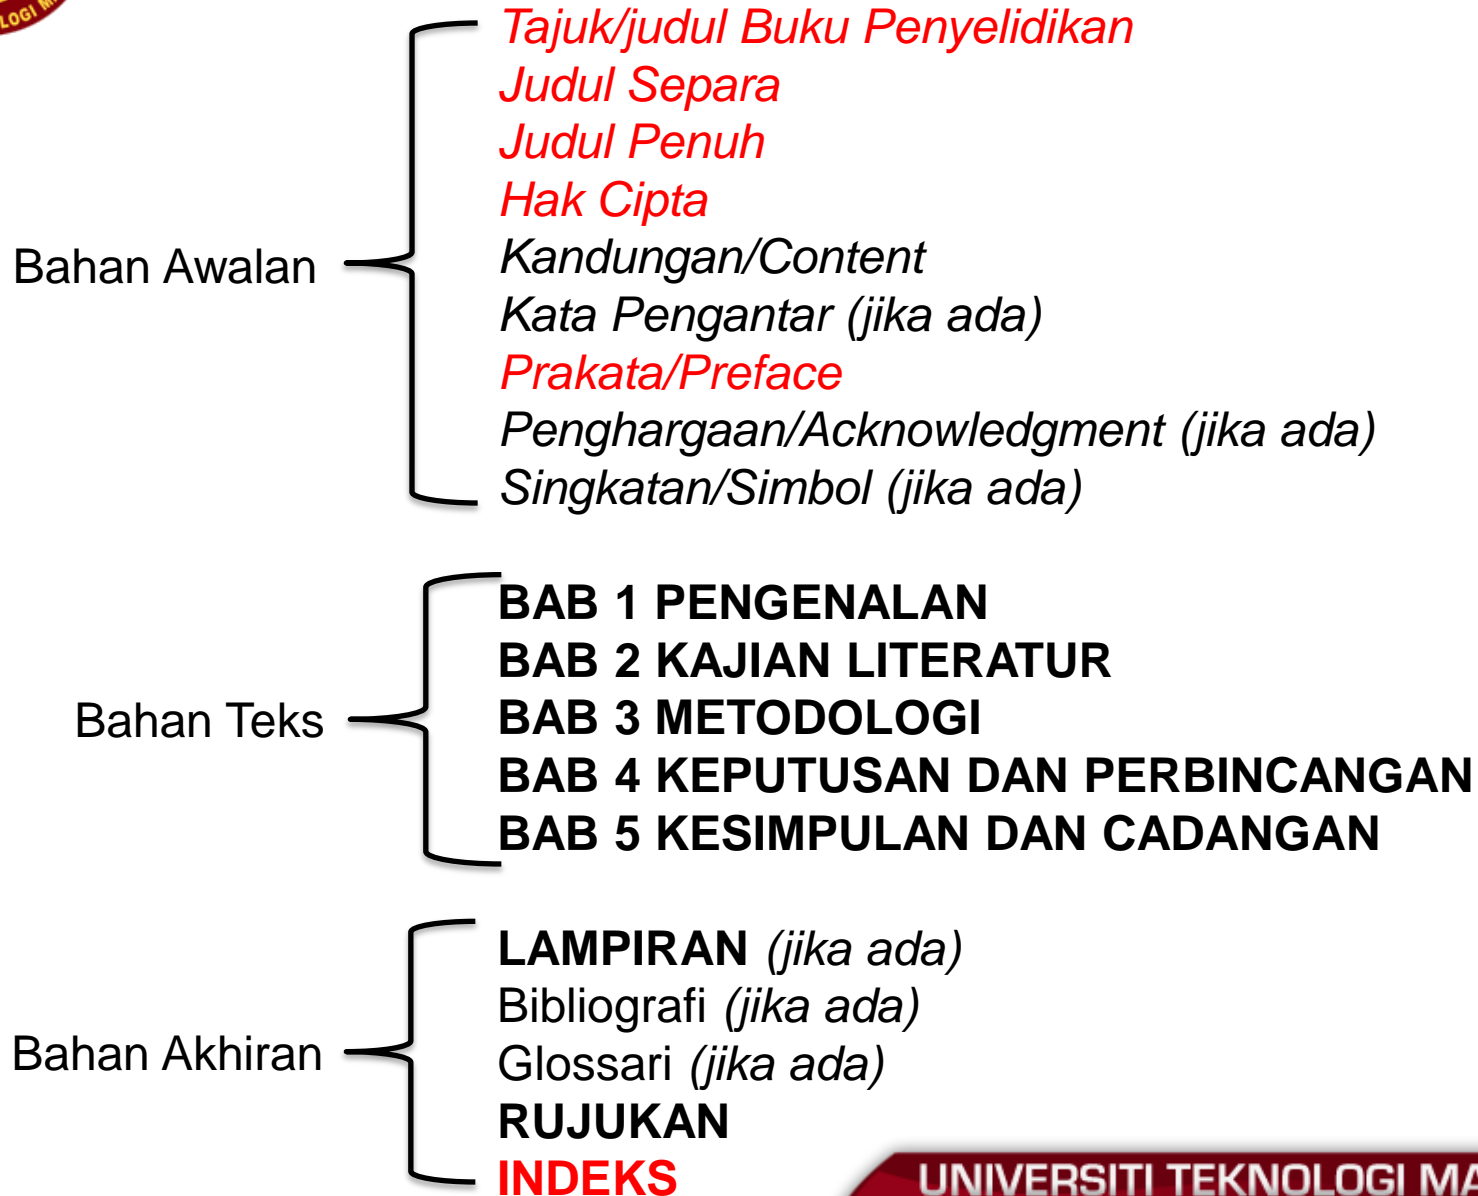 Tajuk/judul Buku Penyelidikan
Judul Separa
Judul Penuh
Hak Cipta
Bahan Awalan
Kandungan/Content
Kata Pengantar (jika ada)
Prakata/Preface
Penghargaan/Acknowledgment (jika ada)
Singkatan/Simbol (jika ada)
BAB 1 PENGENALAN
BAB 2 KAJIAN LITERATUR
Bahan Teks
BAB 3 METODOLOGI
BAB 4 KEPUTUSAN DAN PERBINCANGAN
BAB 5 KESIMPULAN DAN CADANGAN
LAMPIRAN (jika ada)
Bibliografi (jika ada)
Bahan Akhiran
Glossari (jika ada)
RUJUKAN
INDEKS
UNIVERSITI TEKNOLOGI MA